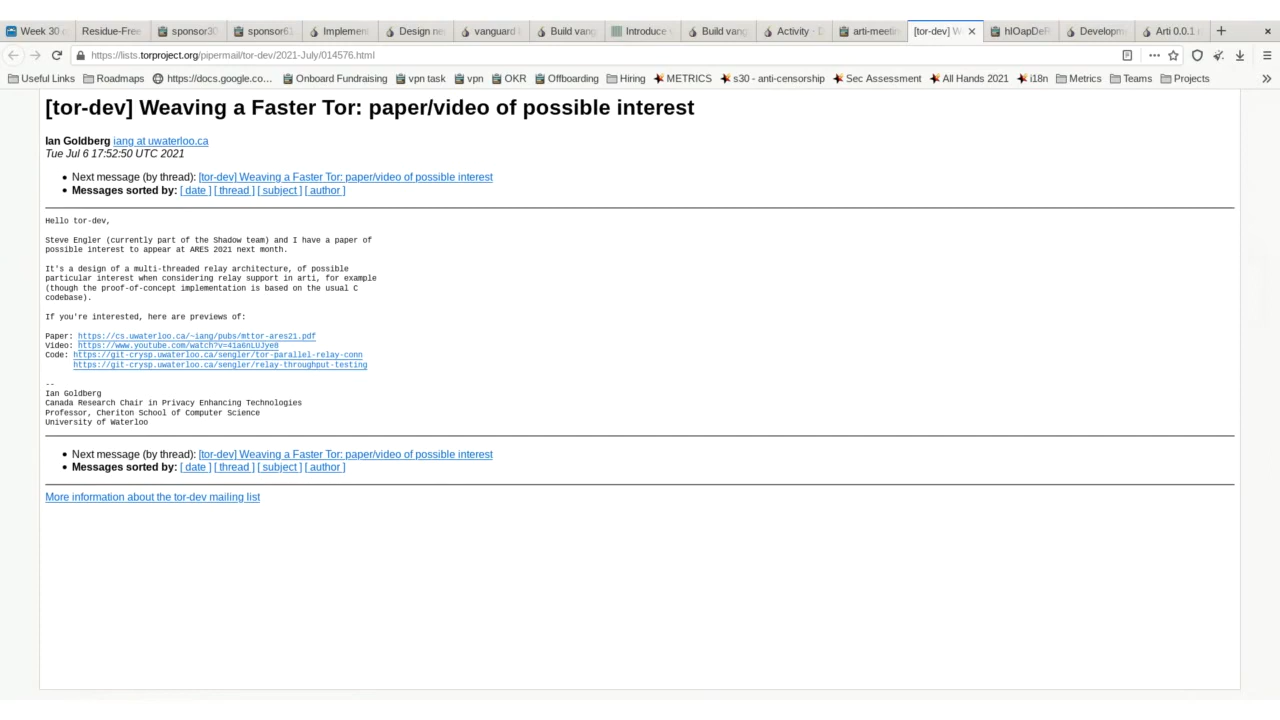 Week 30
Residue-Free
sponsor30
sponsor61
Implemen
Design ne
vanguard
Build vang
Introduce
Build vang
Activity · D
arti-meetin
[tor-dev] W
hIOapDeR
Developm
Arti 0.0.1
https://lists.torproject.org/pipermail/tor-dev/2021-July/014576.html
Useful Links Roadmaps https://docs.google.co… Onboard Fundraising vpn task vpn OKR Offboarding Hiring METRICS s30 - anti-censorship Sec Assessment All Hands 2021 i18n Metrics Teams Projects
[tor-dev] Weaving a Faster Tor: paper/video of possible interest
Ian Goldberg iang at uwaterloo.ca
Tue Jul 6 17:52:50 UTC 2021
• Next message (by thread): [tor-dev] Weaving a Faster Tor: paper/video of possible interest
• Messages sorted by: [ date ] [ thread ] [ subject ] [ author ]
Hello tor-dev,
Steve Engler (currently part of the Shadow team) and I have a paper of
possible interest to appear at ARES 2021 next month.
It's a design of a multi-threaded relay architecture, of possible
particular interest when considering relay support in arti, for example
(though the proof-of-concept implementation is based on the usual C
codebase).
If you're interested, here are previews of:
Paper: https://cs.uwaterloo.ca/~iang/pubs/mttor-ares21.pdf
Video: https://www.youtube.com/watch?v=41a6nLUJye8
Code: https://git-crysp.uwaterloo.ca/sengler/tor-parallel-relay-conn
https://git-crysp.uwaterloo.ca/sengler/relay-throughput-testing
--
Ian Goldberg
Canada Research Chair in Privacy Enhancing Technologies
Professor, Cheriton School of Computer Science
University of Waterloo
• Next message (by thread): [tor-dev] Weaving a Faster Tor: paper/video of possible interest
• Messages sorted by: [ date ] [ thread ] [ subject ] [ author ]
More information about the tor-dev mailing list